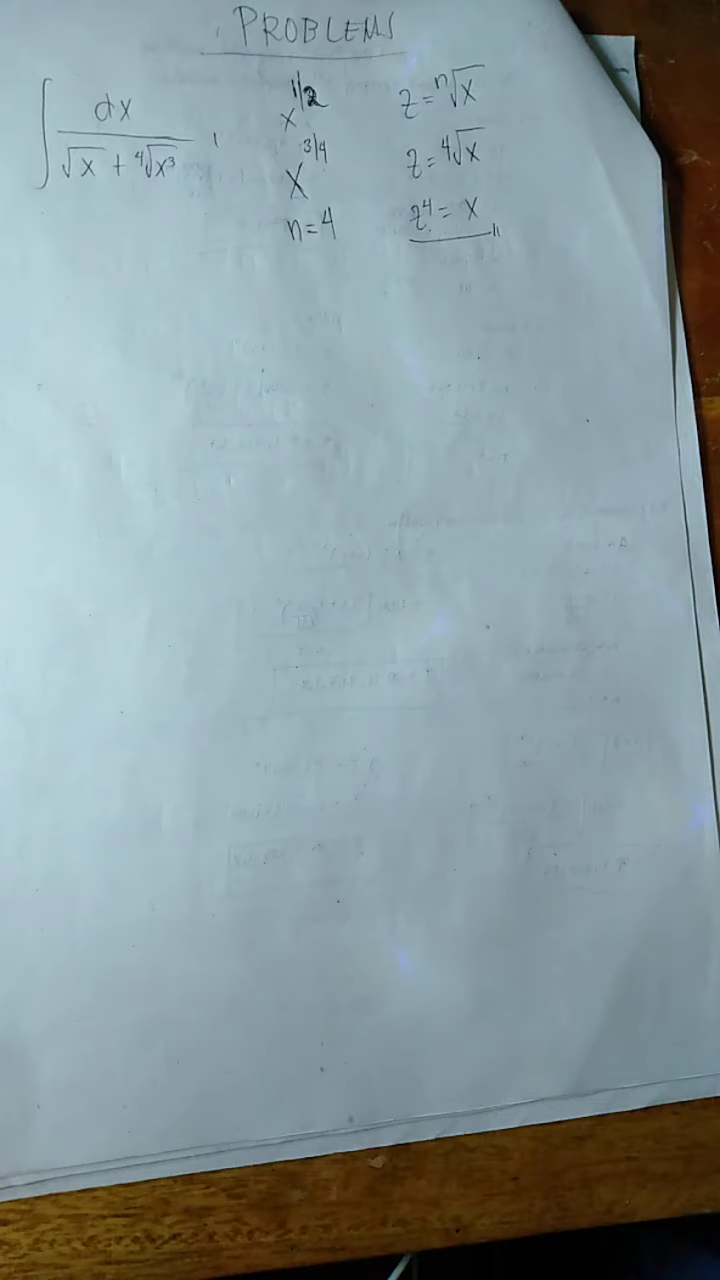 PROBLEMS
∫ dx / (√x + ⁴√x³) ,
x^1/2
x^3/4
n=4
z = ⁿ√x
z = ⁴√x
z⁴ = x